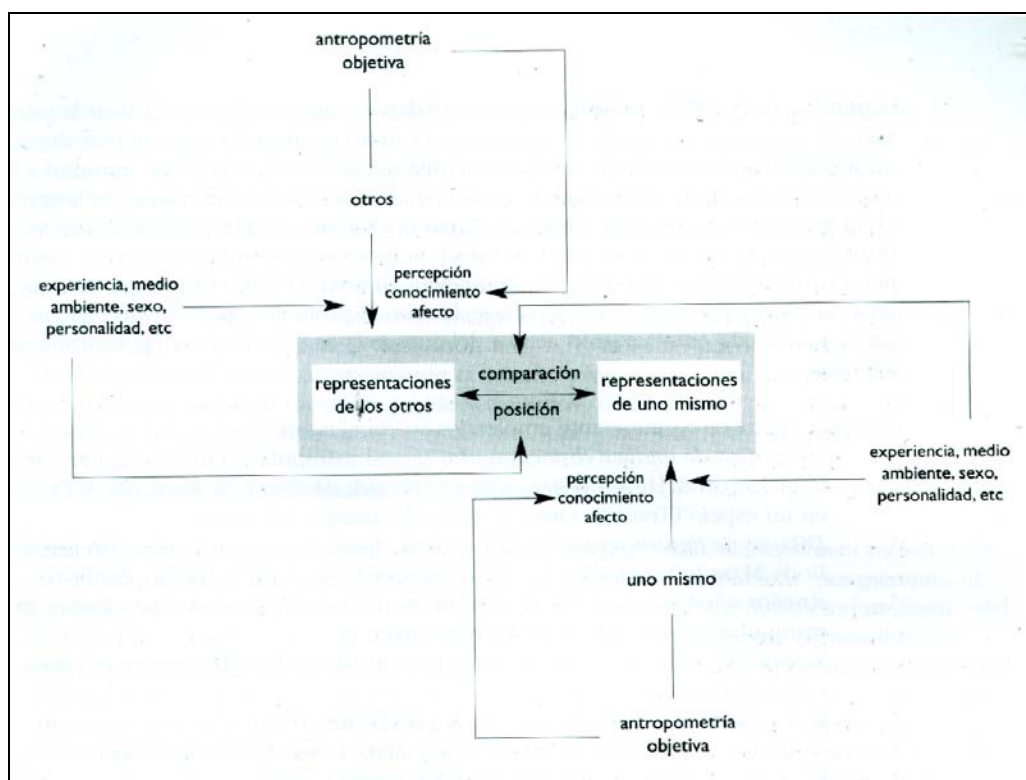 antropometría
objetiva
otros
percepción
conocimiento
afecto
experiencia, medio
ambiente, sexo,
personalidad, etc
representaciones
de los otros
comparación
posición
representaciones
de uno mismo
experiencia, medio
ambiente, sexo,
personalidad, etc
percepción
conocimiento
afecto
uno mismo
antropometría
objetiva